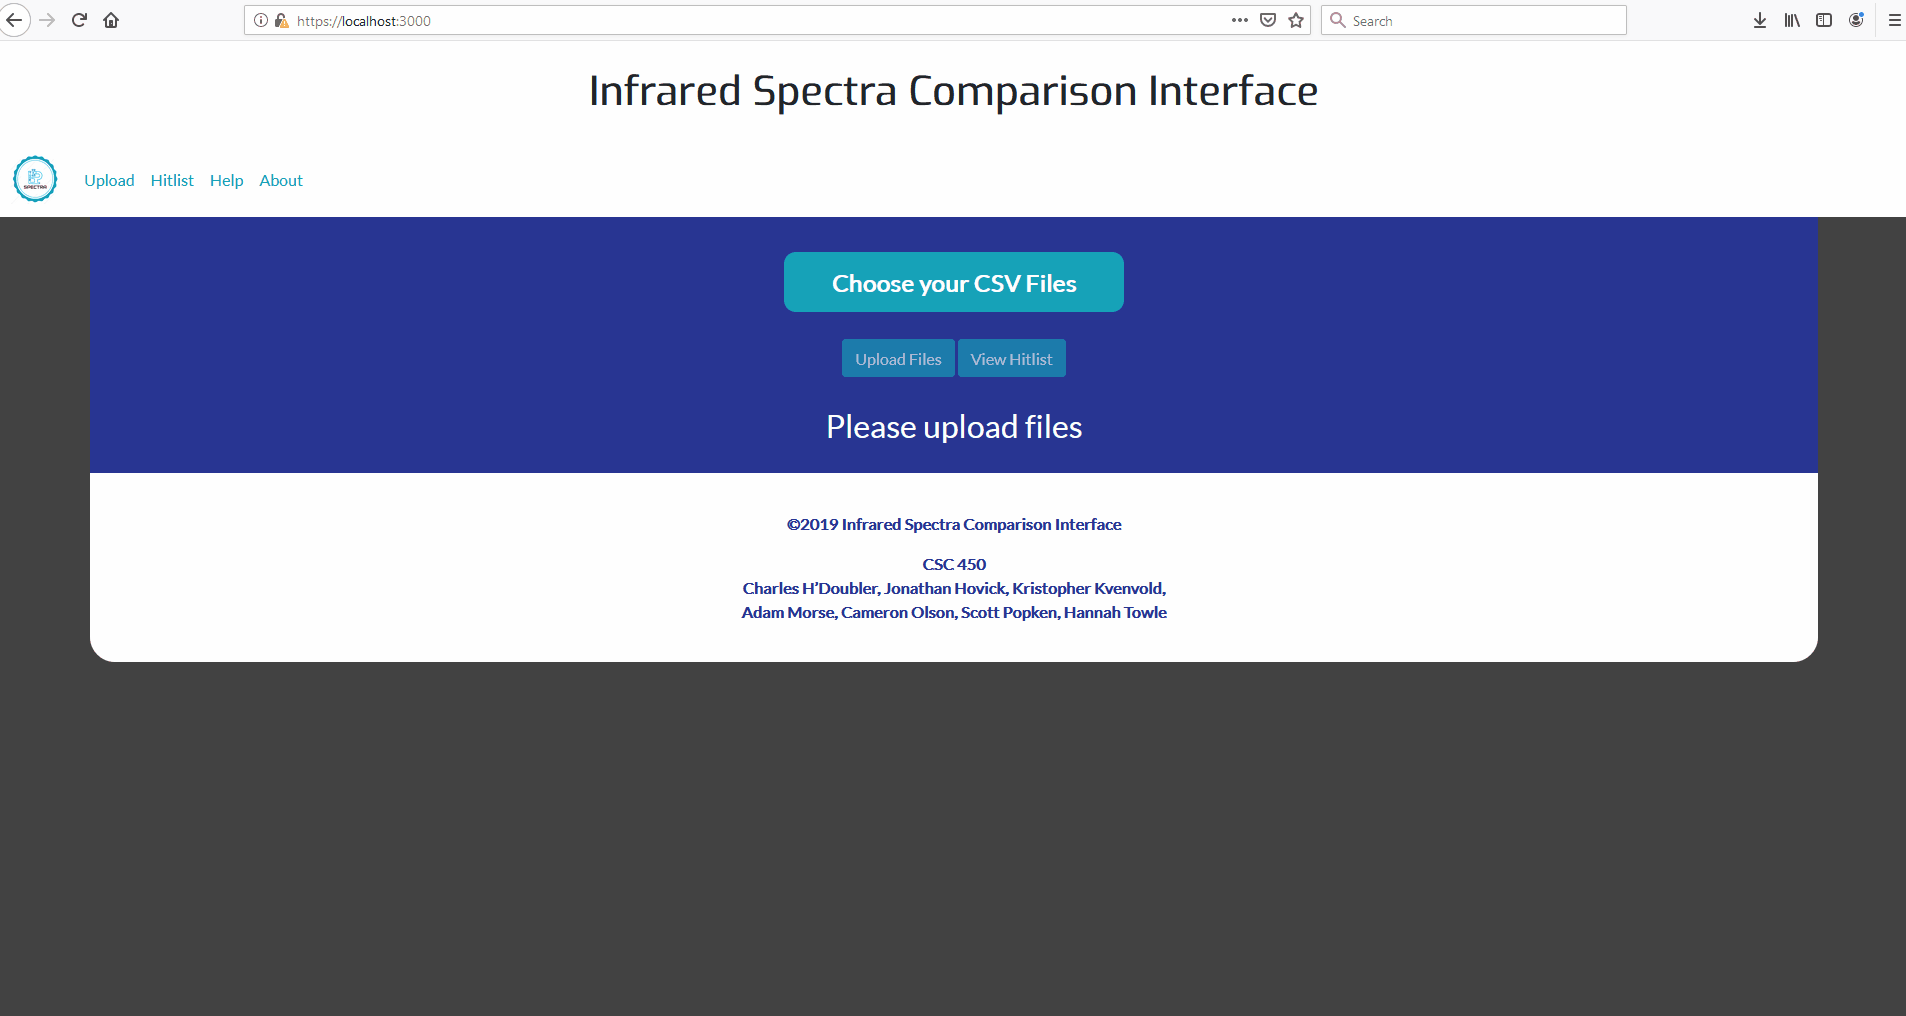 https://localhost:3000
Search
Infrared Spectra Comparison Interface
SPECTRA
Upload Hitlist Help About
Choose your CSV Files
Upload Files View Hitlist
Please upload files
©2019 Infrared Spectra Comparison Interface
CSC 450
Charles H’Doubler, Jonathan Hovick, Kristopher Kvenvold,
Adam Morse, Cameron Olson, Scott Popken, Hannah Towle